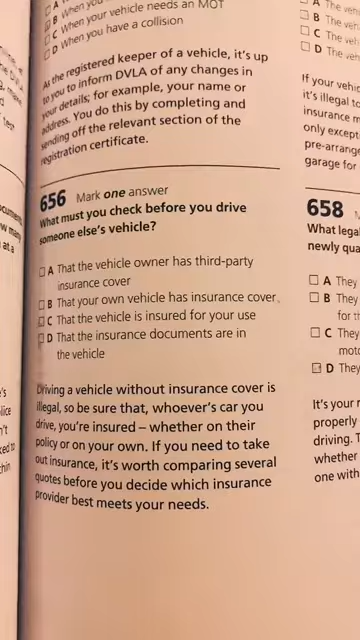 B When you
C When your vehicle needs an MOT
D When you have a collision
As the registered keeper of a vehicle, it's up
to you to inform DVLA of any changes in
your details; for example, your name or
address. You do this by completing and
sending off the relevant section of the
registration certificate.
656 Mark one answer
What must you check before you drive
someone else's vehicle?
A That the vehicle owner has third-party
insurance cover
B That your own vehicle has insurance cover
C That the vehicle is insured for your use
D That the insurance documents are in
the vehicle
Driving a vehicle without insurance cover is
illegal, so be sure that, whoever's car you
drive, you're insured – whether on their
policy or on your own. If you need to take
out insurance, it's worth comparing several
quotes before you decide which insurance
provider best meets your needs.
A The
B The
C The
D The
If your
it's illegal to
insurance
only
garage for
658
What
newly
A They
B They
for
C They
D They
It's your
properly
driving.
whether
one with